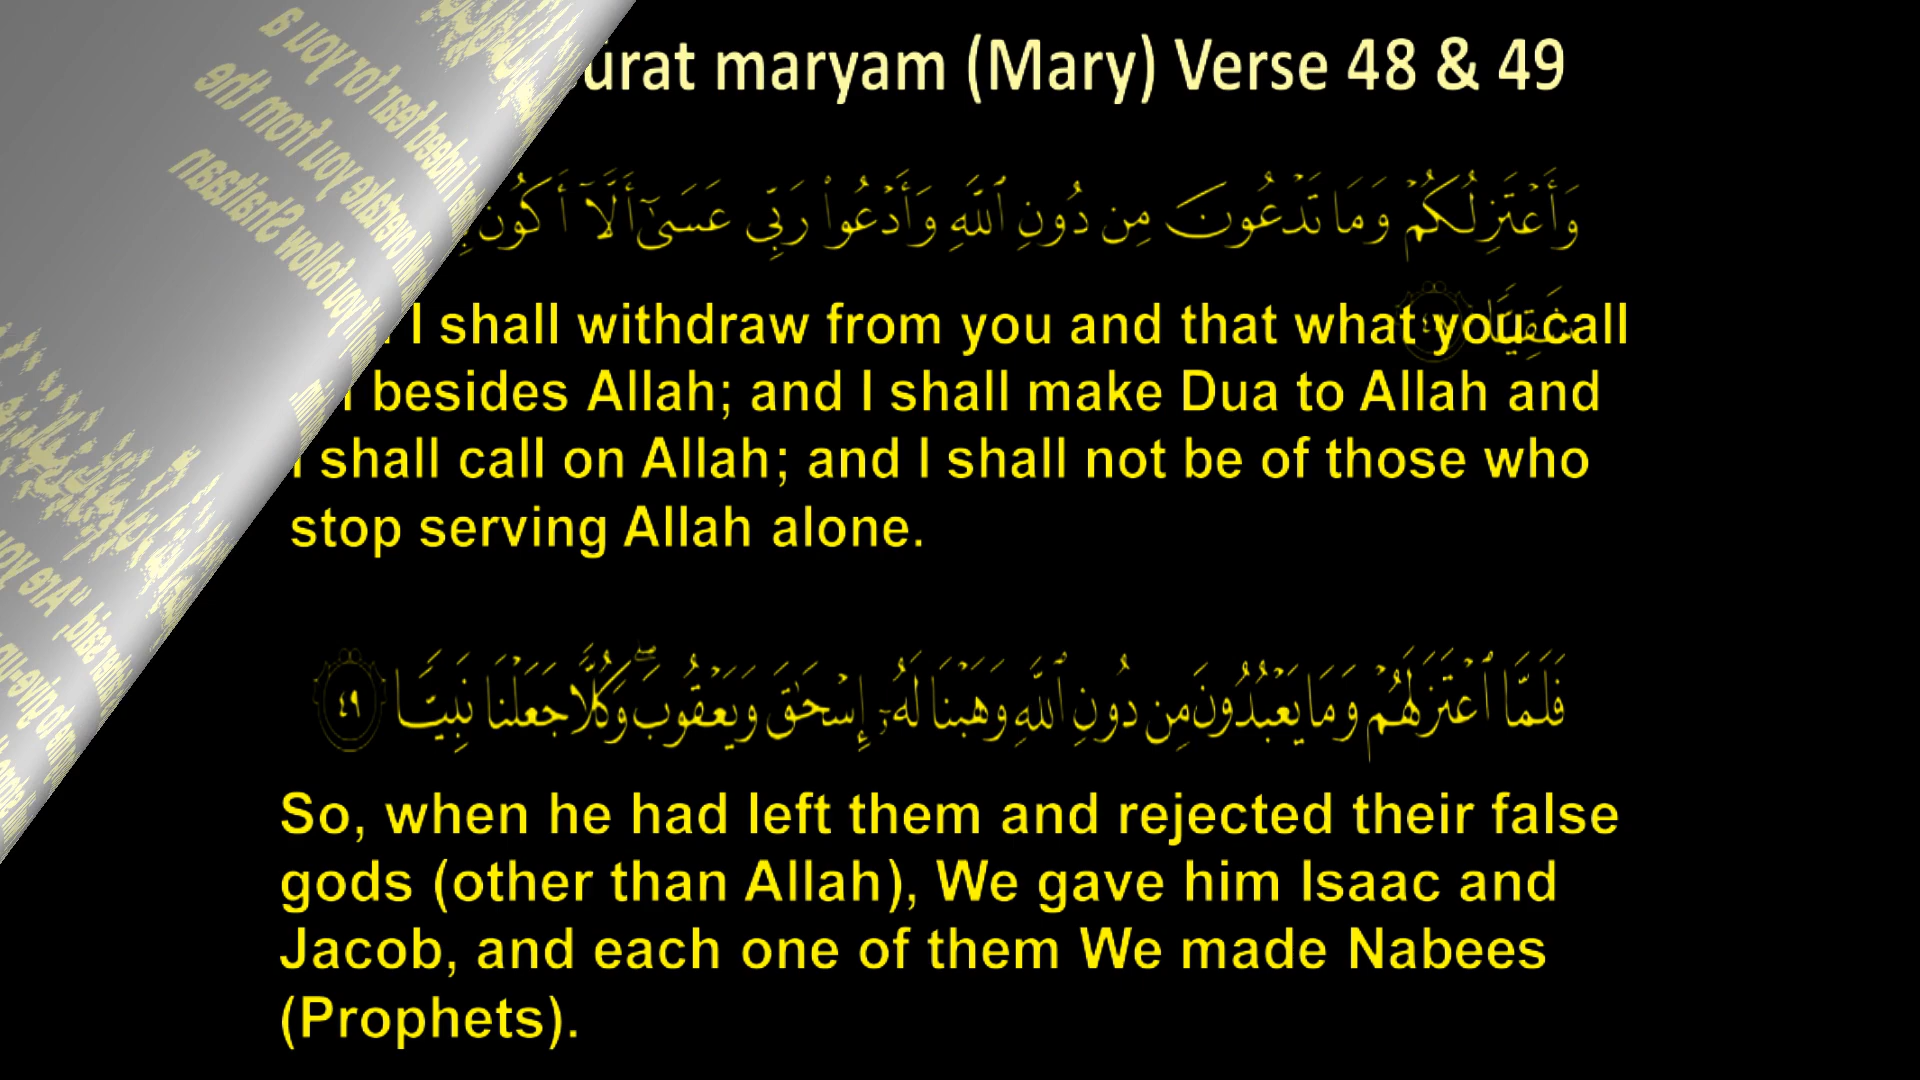 ūrat maryam (Mary) Verse 48 & 49
وَأَعْتَزِلُكُمْ وَمَا تَدْعُونَ مِن دُونِ ٱللَّهِ وَأَدْعُوا۟ رَبِّى عَسَىٰٓ أَلَّآ أَكُونَ
شَقِيًّا ٤٨
I shall withdraw from you and that what you call
besides Allah; and I shall make Dua to Allah and
I shall call on Allah; and I shall not be of those who
stop serving Allah alone.
فَلَمَّا ٱعْتَزَلَهُمْ وَمَا يَعْبُدُونَ مِن دُونِ ٱللَّهِ وَهَبْنَا لَهُۥٓ إِسْحَٰقَ وَيَعْقُوبَ ۖ وَكُلًّا جَعَلْنَا نَبِيًّا ٤٩
So, when he had left them and rejected their false
gods (other than Allah), We gave him Isaac and
Jacob, and each one of them We made Nabees
(Prophets).